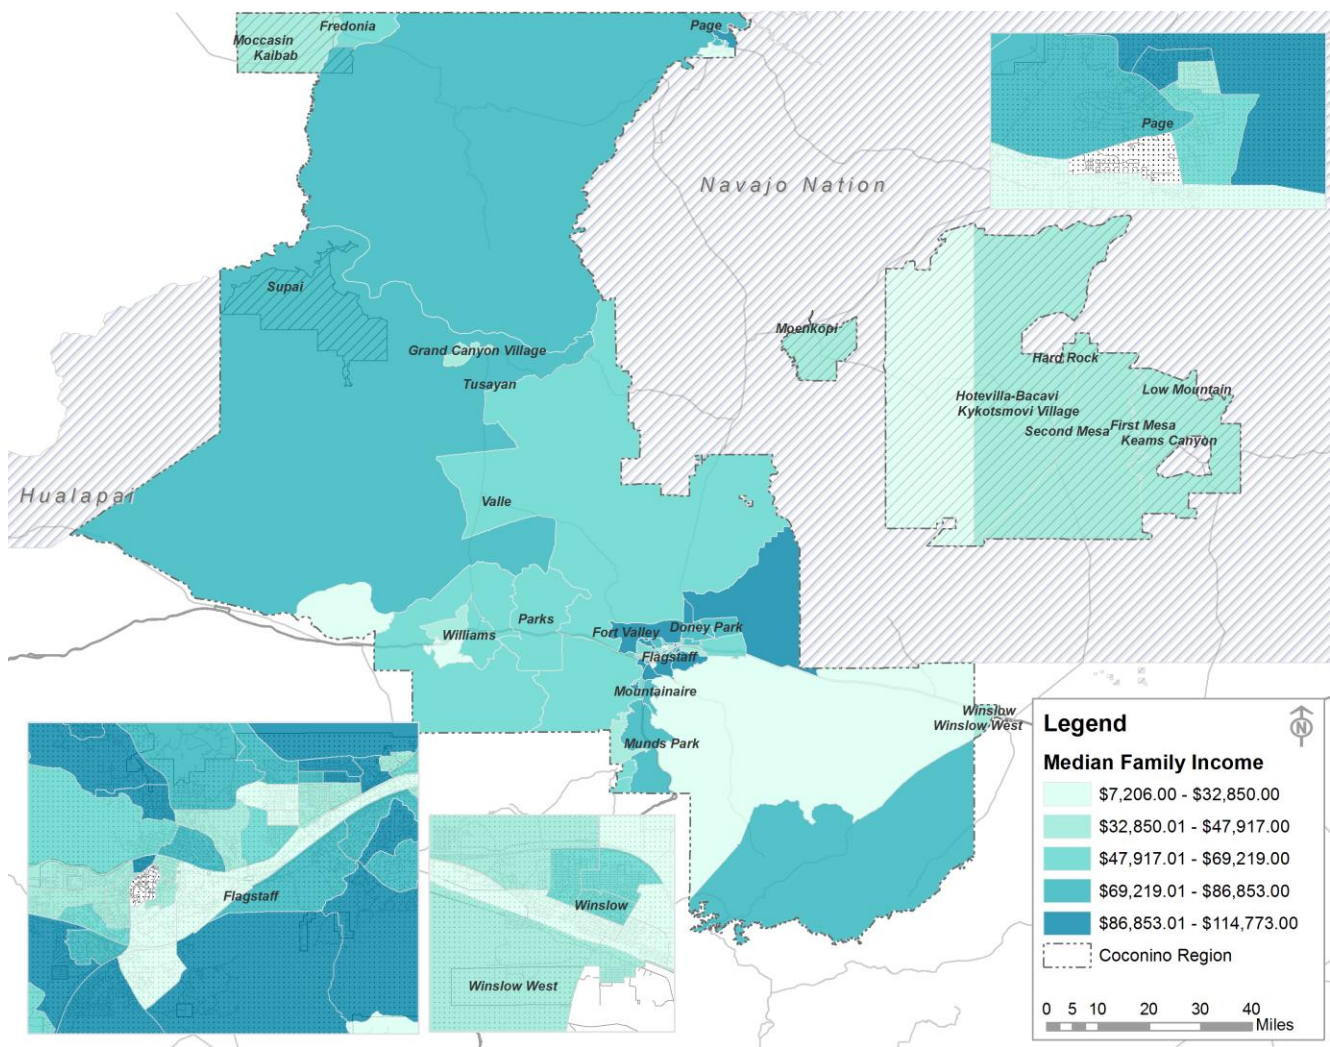 Fredonia
Page
Moccasin
Kaibab
Page
Navajo Nation
Supai
Moenkopi
Grand Canyon Village
Hard Rock
Tusayan
Low Mountain
Hotevilla-Bacavi
Kykotsmovi Village
First Mesa
Second Mesa
Keams Canyon
Hualapai
Valle
Parks
Williams
Fort Valley
Doney Park
Flagstaff
Mountainaire
Winslow
Winslow West
Munds Park
Flagstaff
Winslow
Winslow West
Legend
N
Median Family Income
$7,206.00 - $32,850.00
$32,850.01 - $47,917.00
$47,917.01 - $69,219.00
$69,219.01 - $86,853.00
$86,853.01 - $114,773.00
Coconino Region
0 5 10 20 30 40
Miles